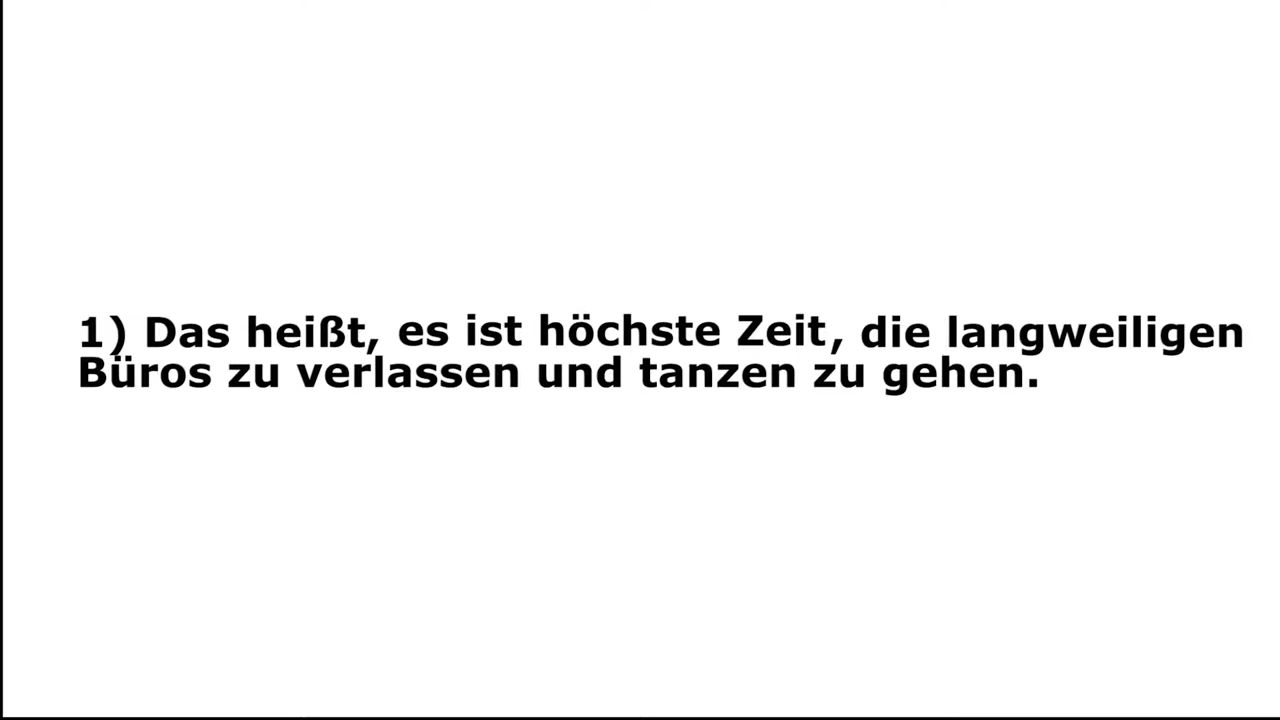 1) Das heißt, es ist höchste Zeit, die langweiligen
Büros zu verlassen und tanzen zu gehen.